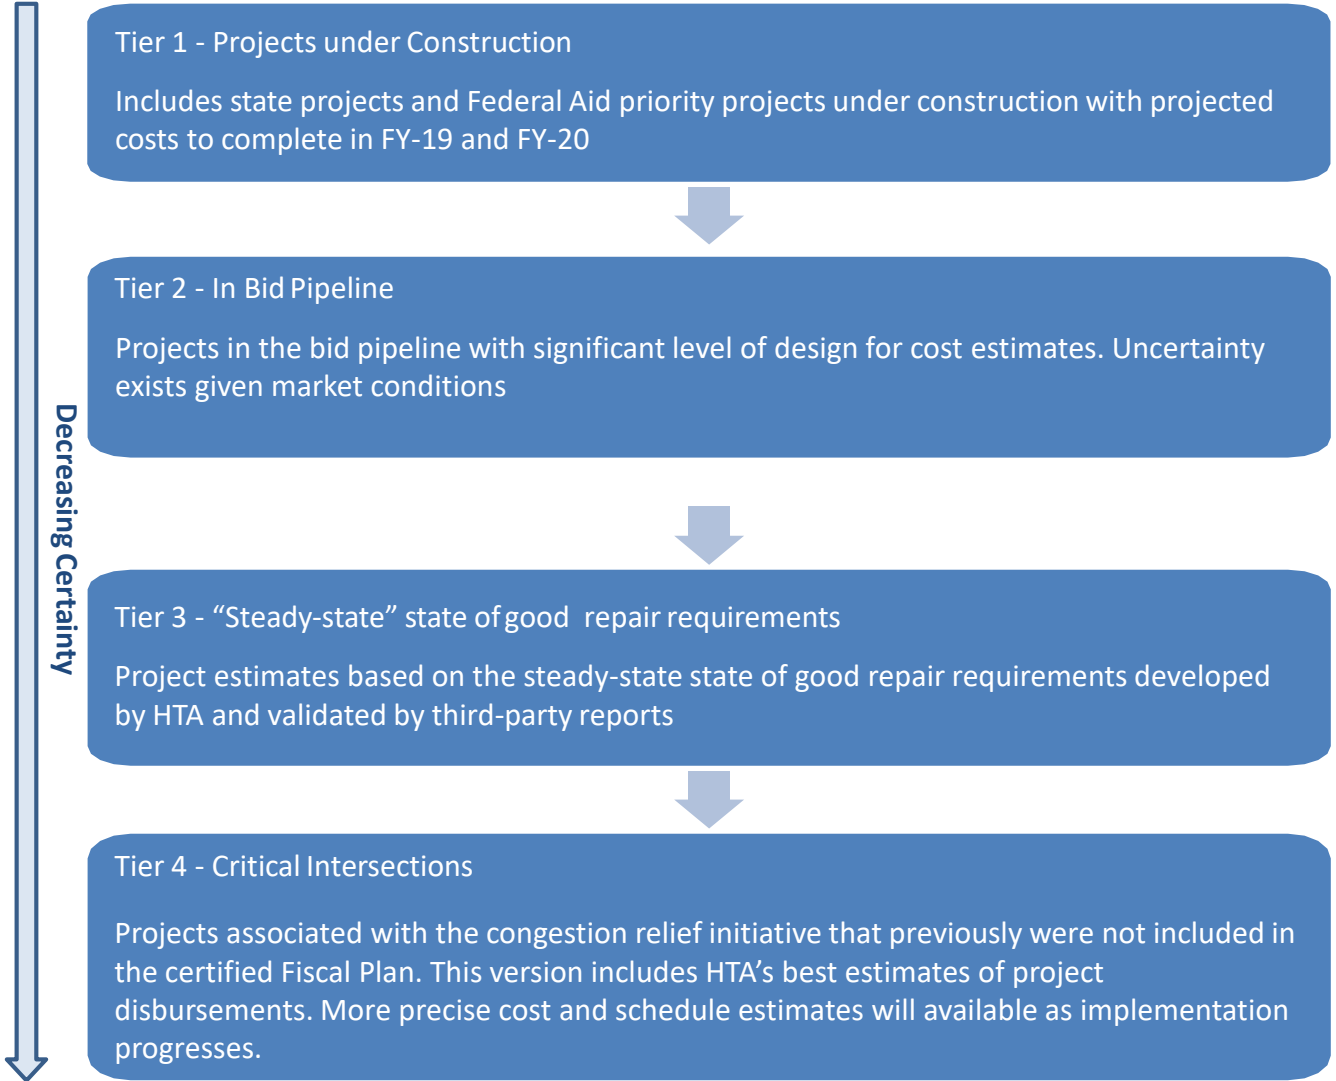 Tier 1 - Projects under Construction
Includes state projects and Federal Aid priority projects under construction with projected
costs to complete in FY-19 and FY-20
Tier 2 - In Bid Pipeline
Projects in the bid pipeline with significant level of design for cost estimates. Uncertainty
exists given market conditions
Decreasing Certainty
Tier 3 - “Steady-state” state of good repair requirements
Project estimates based on the steady-state state of good repair requirements developed
by HTA and validated by third-party reports
Tier 4 - Critical Intersections
Projects associated with the congestion relief initiative that previously were not included in
the certified Fiscal Plan. This version includes HTA’s best estimates of project
disbursements. More precise cost and schedule estimates will available as implementation
progresses.